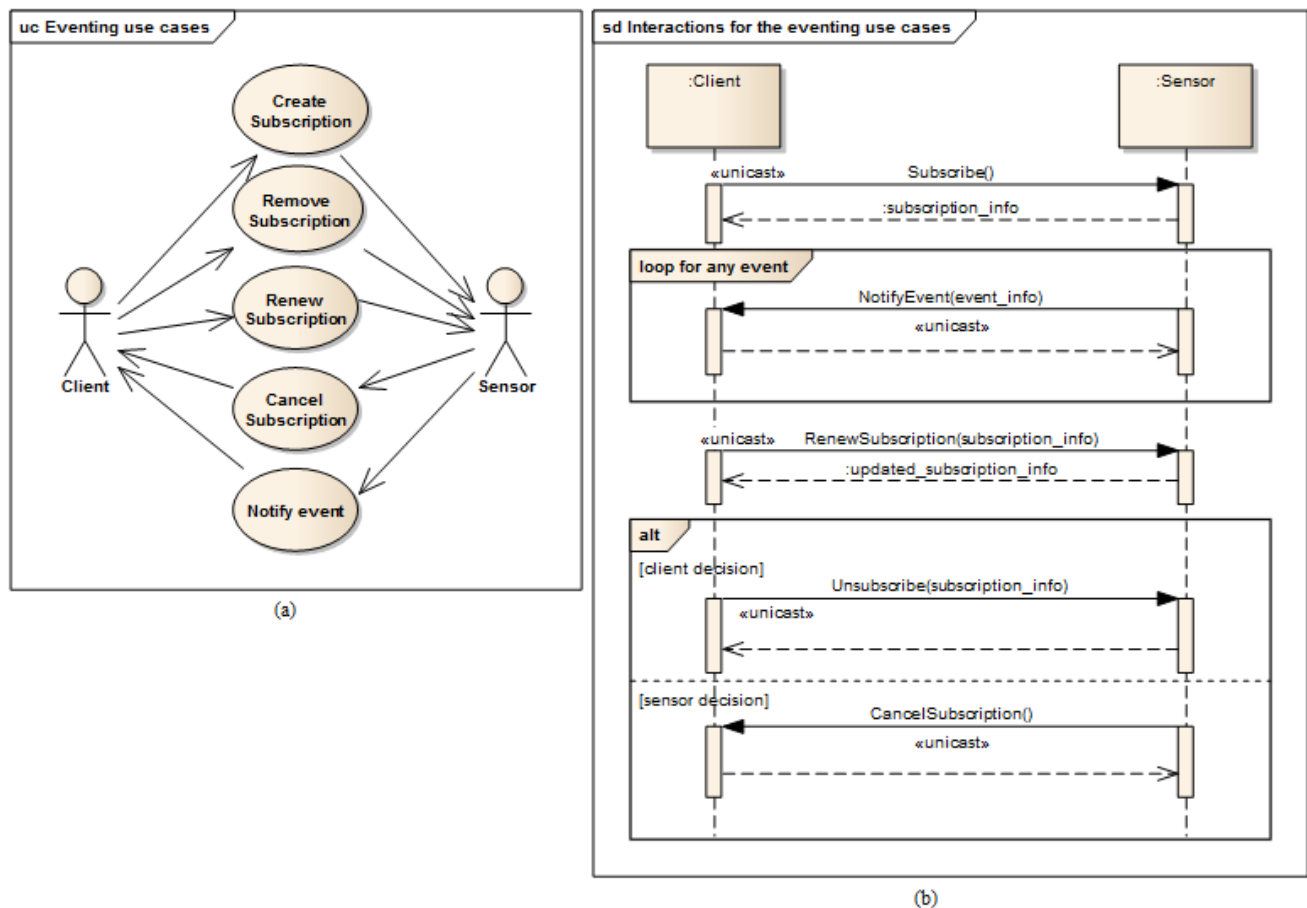 uc Eventing use cases
Create
Subscription
Remove
Subscription
Renew
Subscription
Cancel
Subscription
Notify event
Client
Sensor
(a)
sd Interactions for the eventing use cases
:Client
:Sensor
«unicast»
Subscribe()
:subscription_info
loop for any event
NotifyEvent(event_info)
«unicast»
«unicast»
RenewSubscription(subscription_info)
:updated_subscription_info
alt
[client decision]
Unsubscribe(subscription_info)
«unicast»
[sensor decision]
CancelSubscription()
«unicast»
(b)